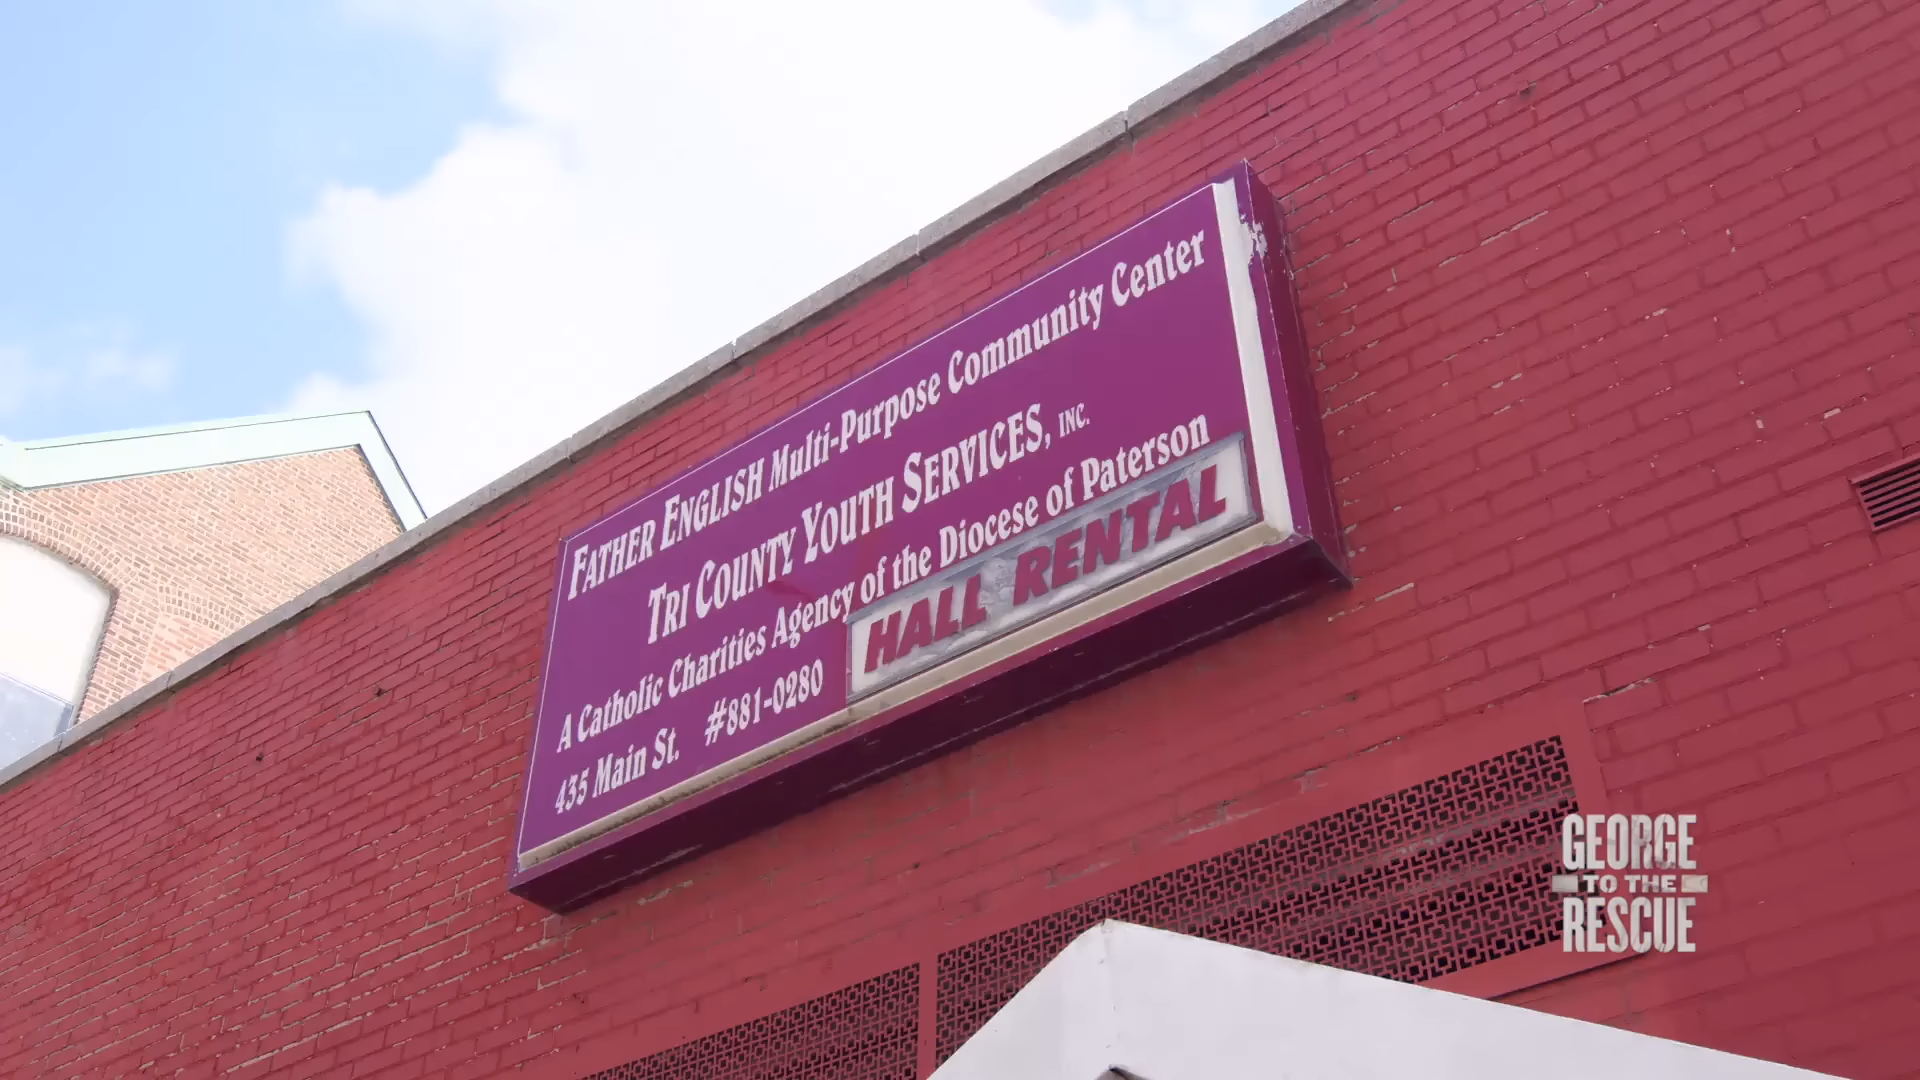 FATHER ENGLISH Multi-Purpose Community Center
TRI COUNTY YOUTH SERVICES, INC.
A Catholic Charities Agency of the Diocese of Paterson
435 Main St. #881-0280
HALL RENTAL
GEORGE
TO THE
RESCUE